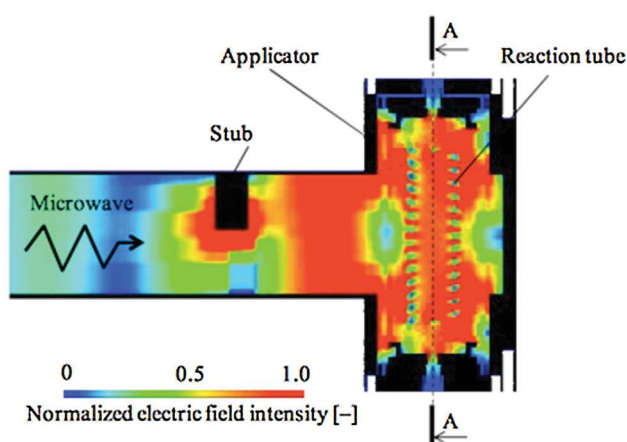 A
Applicator
Reaction tube
Stub
Microwave
0 0.5 1.0
Normalized electric field intensity [−]
A